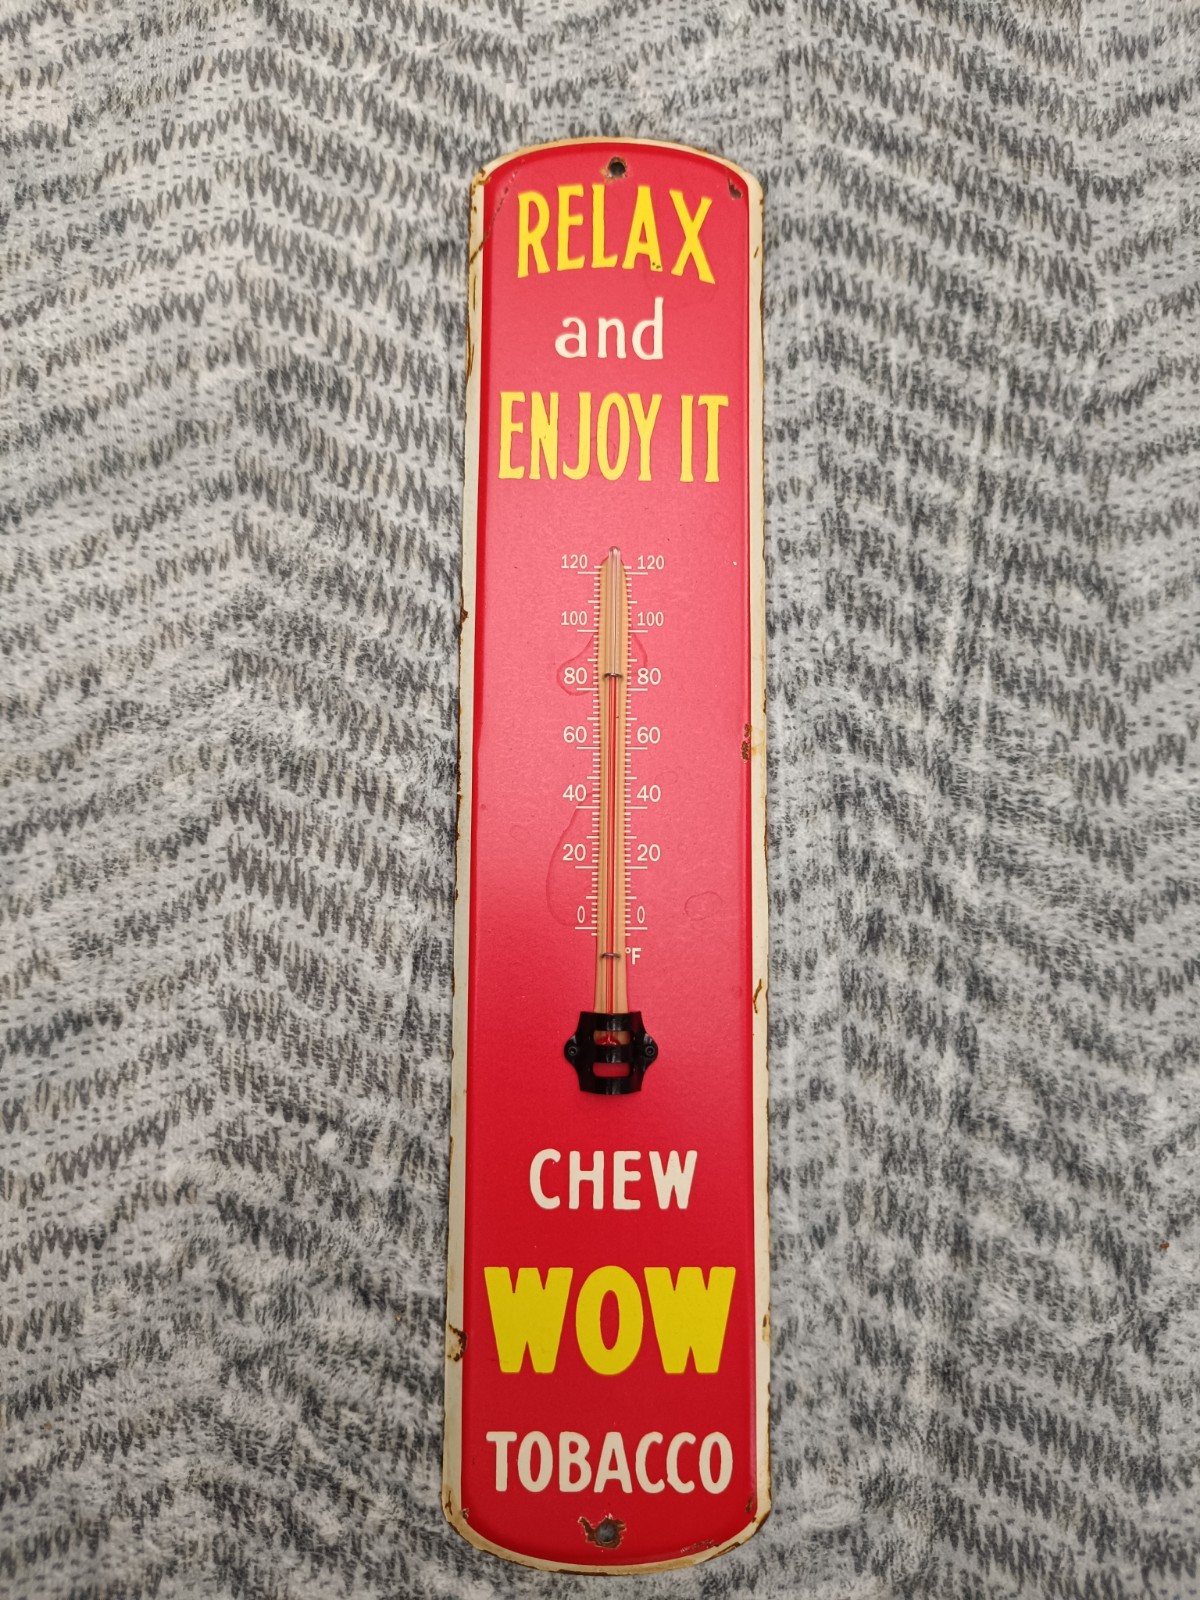 RELAX
and
ENJOY IT
120 120
100 100
80 80
60 60
40 40
20 20
0 0
°F
CHEW
WOW
TOBACCO